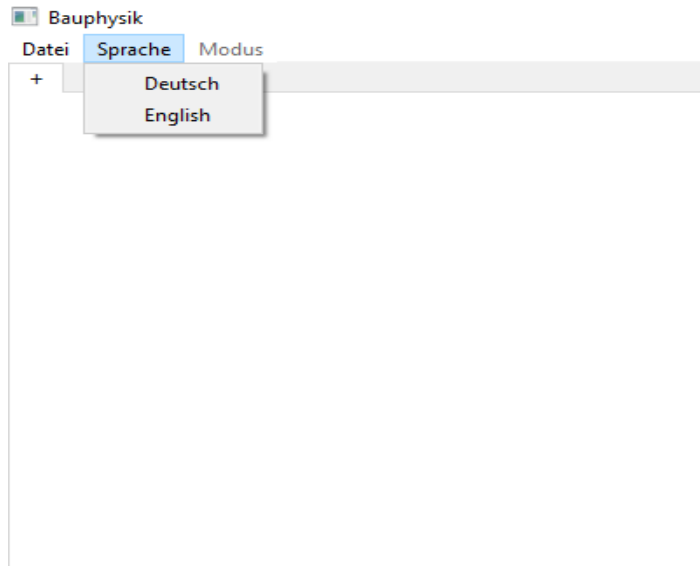 Bauphysik
Datei Sprache Modus
+
Deutsch
English